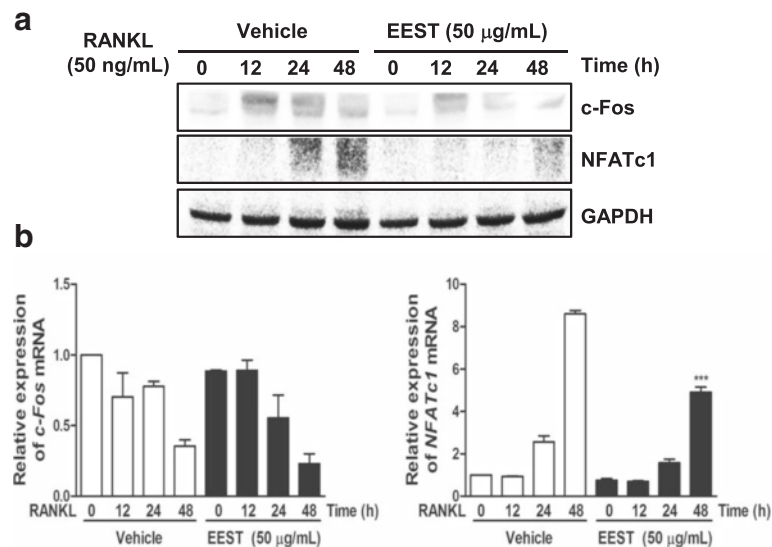 a
RANKL
(50 ng/mL)
Vehicle
EEST (50 μg/mL)
0 12 24 48 0 12 24 48 Time (h)
c-Fos
NFATc1
GAPDH
b
Relative expression
of c-Fos mRNA
1.5
1.0
0.5
0.0
RANKL 0 12 24 48 0 12 24 48 Time (h)
Vehicle EEST (50 μg/mL)
Relative expression
of NFATc1 mRNA
10
8
6
4
2
0
***
RANKL 0 12 24 48 0 12 24 48 Time (h)
Vehicle EEST (50 μg/mL)